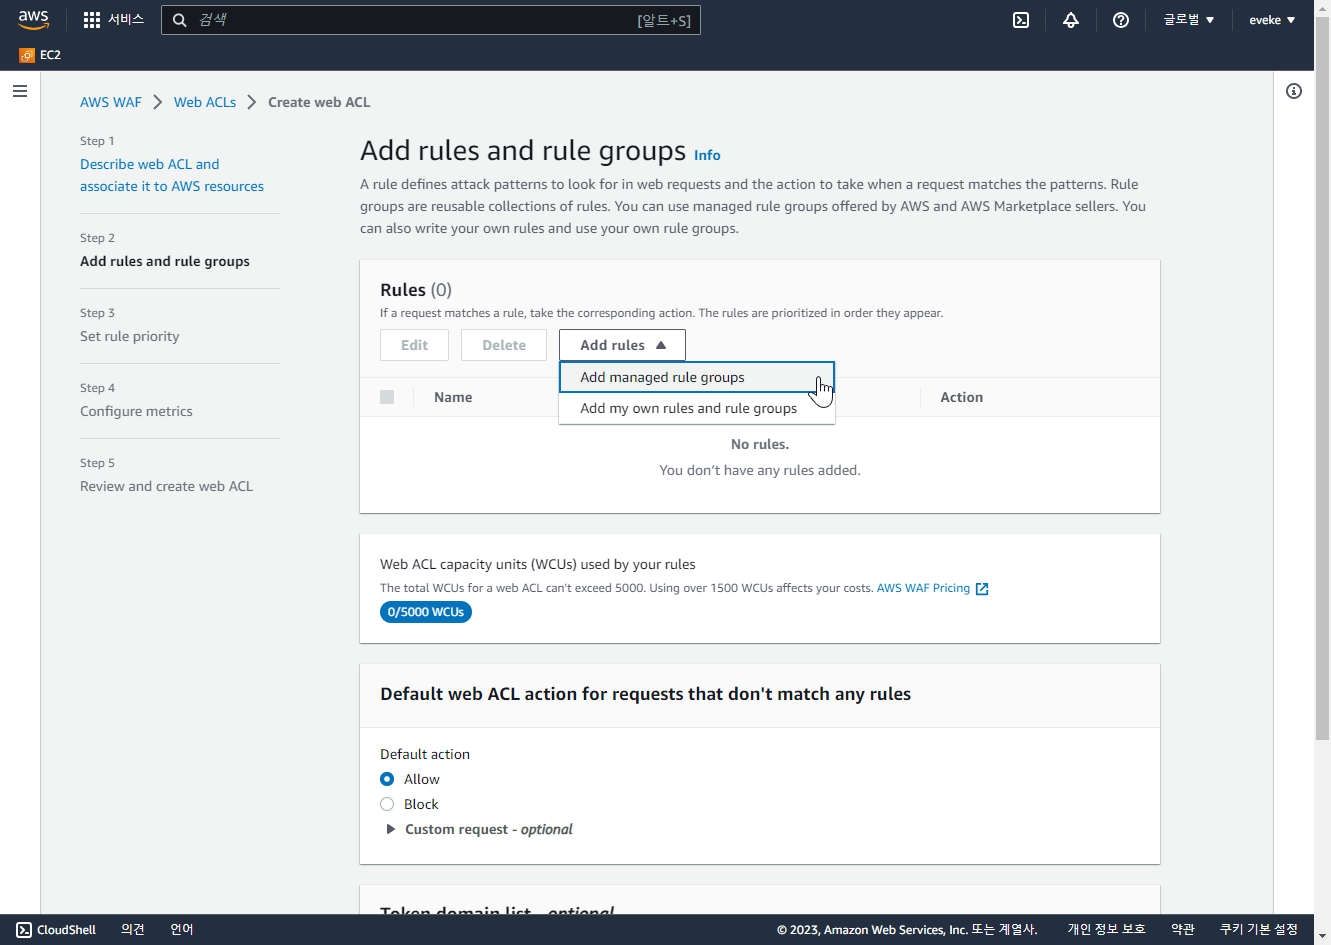 aws
서비스
검색
[알트+S]
글로벌
eveke
EC2
AWS WAF
Web ACLs
Create web ACL
Step 1
Describe web ACL and
associate it to AWS resources
Step 2
Add rules and rule groups
Step 3
Set rule priority
Step 4
Configure metrics
Step 5
Review and create web ACL
Add rules and rule groups Info
A rule defines attack patterns to look for in web requests and the action to take when a request matches the patterns. Rule
groups are reusable collections of rules. You can use managed rule groups offered by AWS and AWS Marketplace sellers. You
can also write your own rules and use your own rule groups.
Rules (0)
If a request matches a rule, take the corresponding action. The rules are prioritized in order they appear.
Edit
Delete
Add rules
Add managed rule groups
Add my own rules and rule groups
Name
Action
No rules.
You don't have any rules added.
Web ACL capacity units (WCUs) used by your rules
The total WCUs for a web ACL can't exceed 5000. Using over 1500 WCUs affects your costs. AWS WAF Pricing
0/5000 WCUs
Default web ACL action for requests that don't match any rules
Default action
Allow
Block
Custom request - optional
Token domain list - optional
CloudShell
의견
언어
© 2023, Amazon Web Services, Inc. 또는 계열사.
개인 정보 보호
약관
쿠키 기본 설정